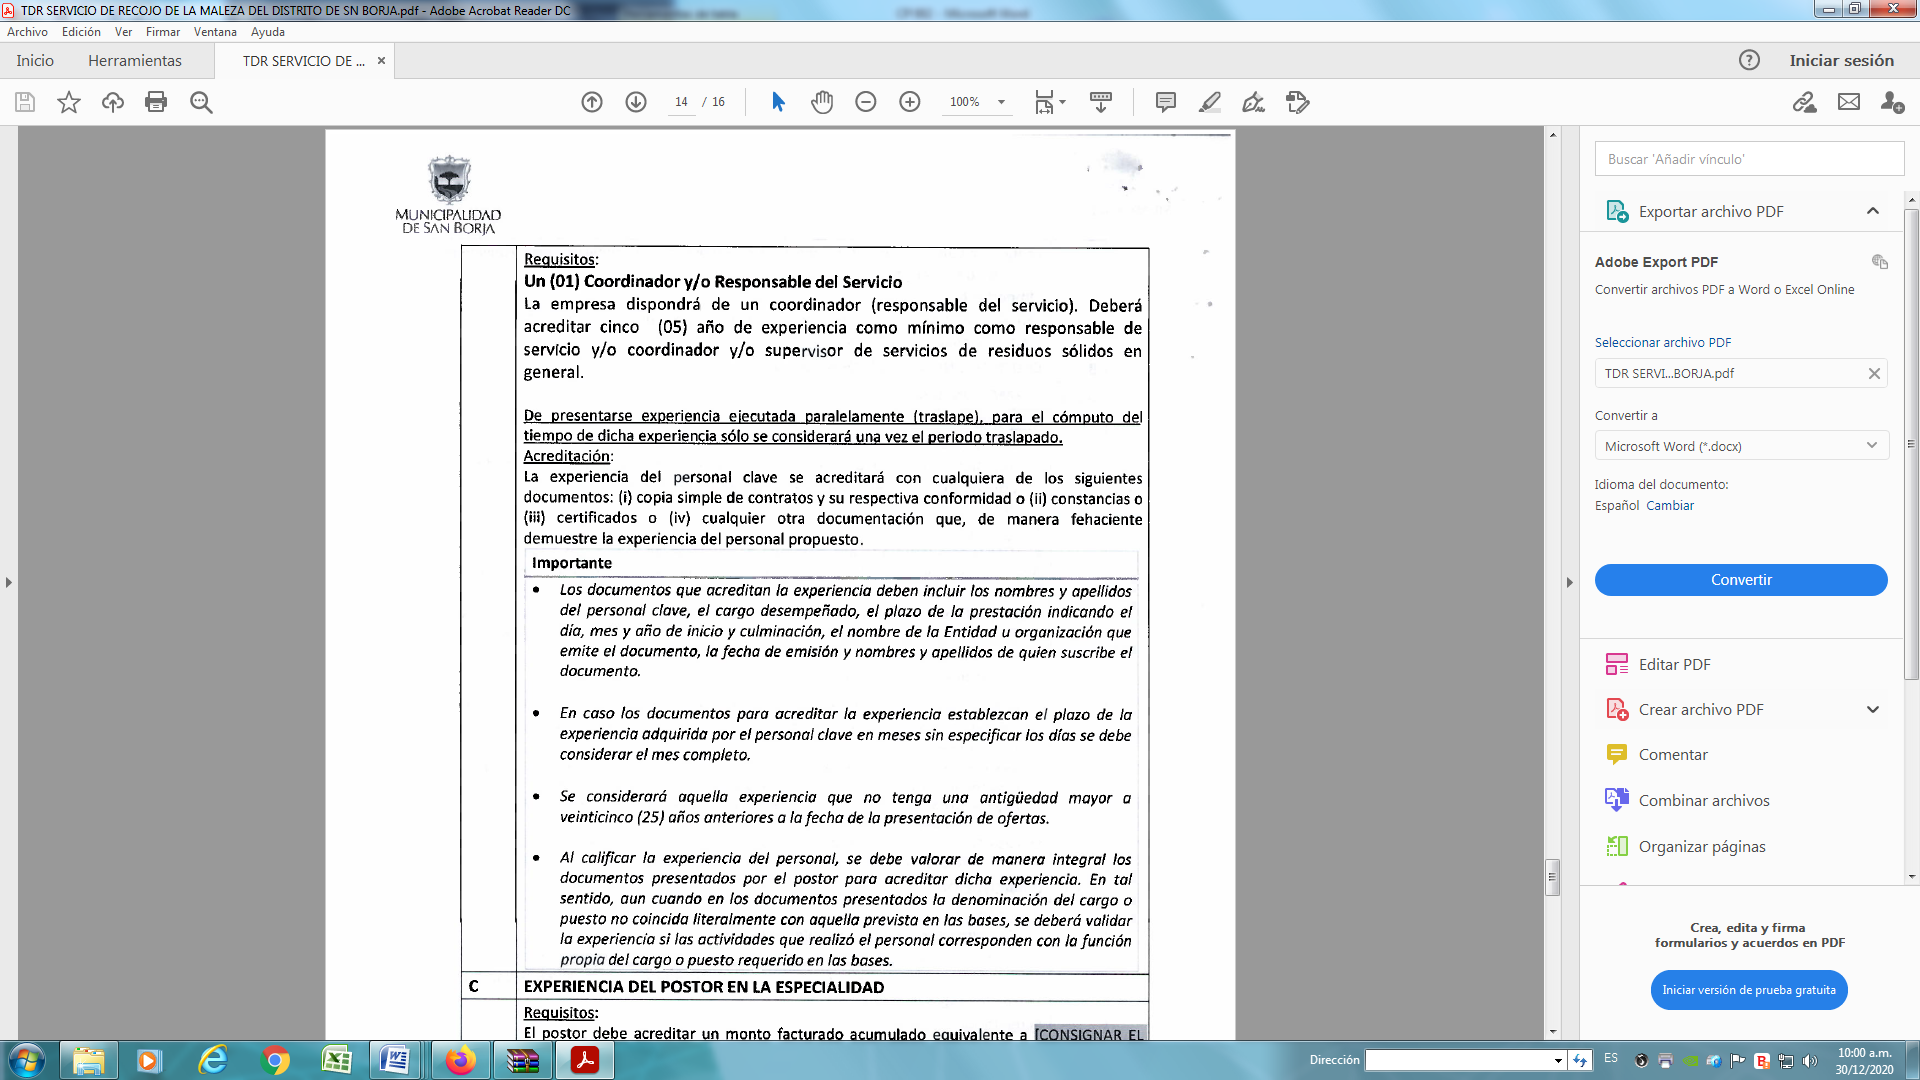 TDR SERVICIO DE RECOJO DE LA MALEZA DEL DISTRITO DE SN BORJA.pdf - Adobe Acrobat Reader DC
Archivo Edición Ver Firmar Ventana Ayuda
Inicio Herramientas TDR SERVICIO DE ... × Iniciar sesión
14 / 16 100%
MUNICIPALIDAD
DE SAN BORJA
Requisitos:
Un (01) Coordinador y/o Responsable del Servicio
La empresa dispondrá de un coordinador (responsable del servicio). Deberá
acreditar cinco (05) año de experiencia como mínimo como responsable de
servicio y/o coordinador y/o supervisor de servicios de residuos sólidos en
general.
De presentarse experiencia ejecutada paralelamente (traslape), para el cómputo del
tiempo de dicha experiencia sólo se considerará una vez el periodo traslapado.
Acreditación:
La experiencia del personal clave se acreditará con cualquiera de los siguientes
documentos: (i) copia simple de contratos y su respectiva conformidad o (ii) constancias o
(iii) certificados o (iv) cualquier otra documentación que, de manera fehaciente
demuestre la experiencia del personal propuesto.
Importante
• Los documentos que acreditan la experiencia deben incluir los nombres y apellidos
del personal clave, el cargo desempeñado, el plazo de la prestación indicando el
día, mes y año de inicio y culminación, el nombre de la Entidad u organización que
emite el documento, la fecha de emisión y nombres y apellidos de quien suscribe el
documento.
• En caso los documentos para acreditar la experiencia establezcan el plazo de la
experiencia adquirida por el personal clave en meses sin especificar los días se debe
considerar el mes completo.
• Se considerará aquella experiencia que no tenga una antigüedad mayor a
veinticinco (25) años anteriores a la fecha de la presentación de ofertas.
• Al calificar la experiencia del personal, se debe valorar de manera integral los
documentos presentados por el postor para acreditar dicha experiencia. En tal
sentido, aun cuando en los documentos presentados la denominación del cargo o
puesto no coincida literalmente con aquella prevista en las bases, se deberá validar
la experiencia si las actividades que realizó el personal corresponden con la función
propia del cargo o puesto requerido en las bases.
C EXPERIENCIA DEL POSTOR EN LA ESPECIALIDAD
Requisitos:
El postor debe acreditar un monto facturado acumulado equivalente a [CONSIGNAR EL
Buscar 'Añadir vínculo'
Exportar archivo PDF
Adobe Export PDF
Convertir archivos PDF a Word o Excel Online
Seleccionar archivo PDF
TDR SERVI...BORJA.pdf
Convertir a
Microsoft Word (*.docx)
Idioma del documento:
Español Cambiar
Convertir
Editar PDF
Crear archivo PDF
Comentar
Combinar archivos
Organizar páginas
Crea, edita y firma
formularios y acuerdos en PDF
Iniciar versión de prueba gratuita
Dirección ES 10:00 a.m.
30/12/2020